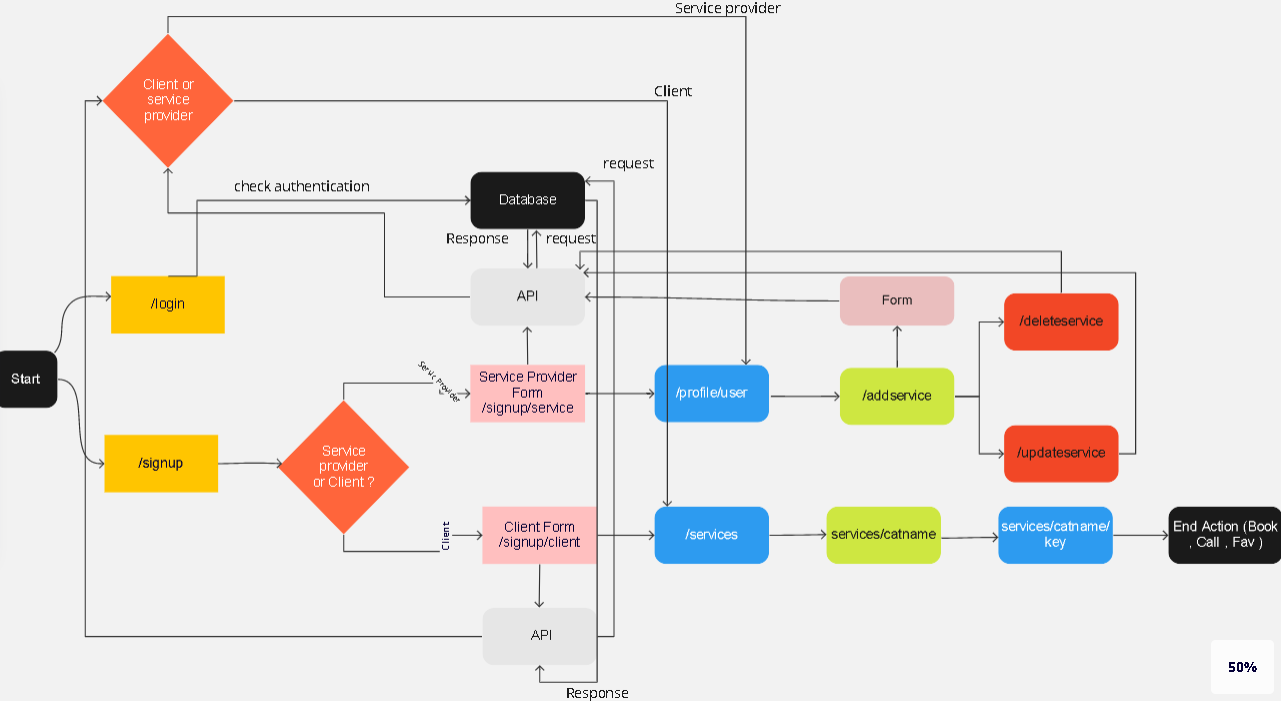 Service provider
Client or
service
provider
Client
request
check authentication
Database
Response
request
/login
API
Form
/deleteservice
Start
Service Provider
Service Provider
Form
/signup/service
/profile/user
/addservice
/signup
Service
provider
or Client ?
/updateservice
Client
Client Form
/signup/client
/services
services/catname
services/catname/
key
End Action (Book
, Call , Fav )
API
Response
50%